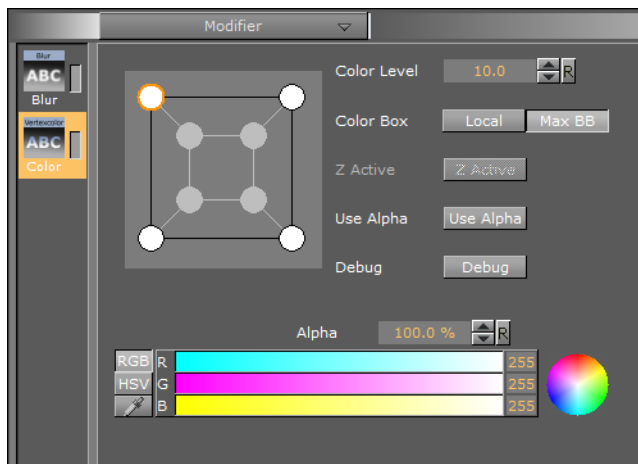 Modifier
Blur
ABC
Blur
Vertexcolor
ABC
Color
Color Level 10.0 R
Color Box Local Max BB
Z Active Z Active
Use Alpha Use Alpha
Debug Debug
Alpha 100.0 % R
RGB R 255
HSV G 255
B 255